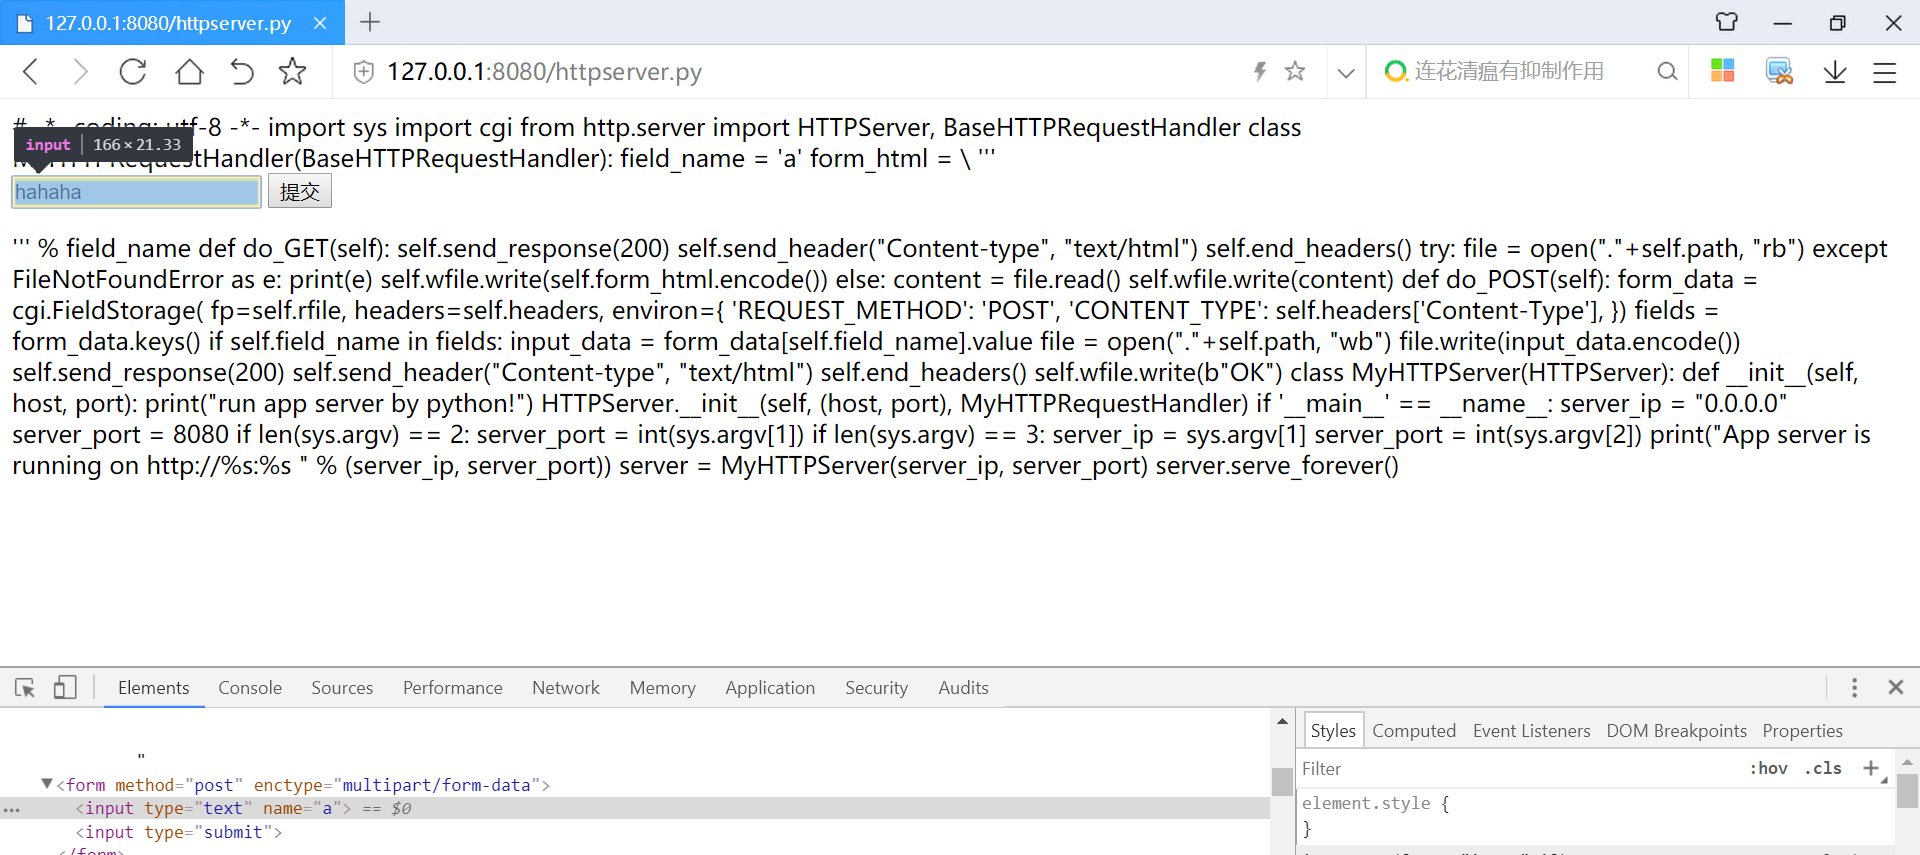 127.0.0.1:8080/httpserver.py
127.0.0.1:8080/httpserver.py
连花清瘟有抑制作用
# -*- coding: utf-8 -*- import sys import cgi from http.server import HTTPServer, BaseHTTPRequestHandler class
input 166×21.33
RequestHandler(BaseHTTPRequestHandler): field_name = 'a' form_html = \ '''
hahaha 提交
''' % field_name def do_GET(self): self.send_response(200) self.send_header("Content-type", "text/html") self.end_headers() try: file = open("."+self.path, "rb") except
FileNotFoundError as e: print(e) self.wfile.write(self.form_html.encode()) else: content = file.read() self.wfile.write(content) def do_POST(self): form_data =
cgi.FieldStorage( fp=self.rfile, headers=self.headers, environ={ 'REQUEST_METHOD': 'POST', 'CONTENT_TYPE': self.headers['Content-Type'], }) fields =
form_data.keys() if self.field_name in fields: input_data = form_data[self.field_name].value file = open("."+self.path, "wb") file.write(input_data.encode())
self.send_response(200) self.send_header("Content-type", "text/html") self.end_headers() self.wfile.write(b"OK") class MyHTTPServer(HTTPServer): def __init__(self,
host, port): print("run app server by python!") HTTPServer.__init__(self, (host, port), MyHTTPRequestHandler) if '__main__' == __name__: server_ip = "0.0.0.0"
server_port = 8080 if len(sys.argv) == 2: server_port = int(sys.argv[1]) if len(sys.argv) == 3: server_ip = sys.argv[1] server_port = int(sys.argv[2]) print("App server is
running on http://%s:%s " % (server_ip, server_port)) server = MyHTTPServer(server_ip, server_port) server.serve_forever()
Elements Console Sources Performance Network Memory Application Security Audits
"
<form method="post" enctype="multipart/form-data">
<input type="text" name="a"> == $0
<input type="submit">
</form>
Styles Computed Event Listeners DOM Breakpoints Properties
Filter :hov .cls +
element.style {
}